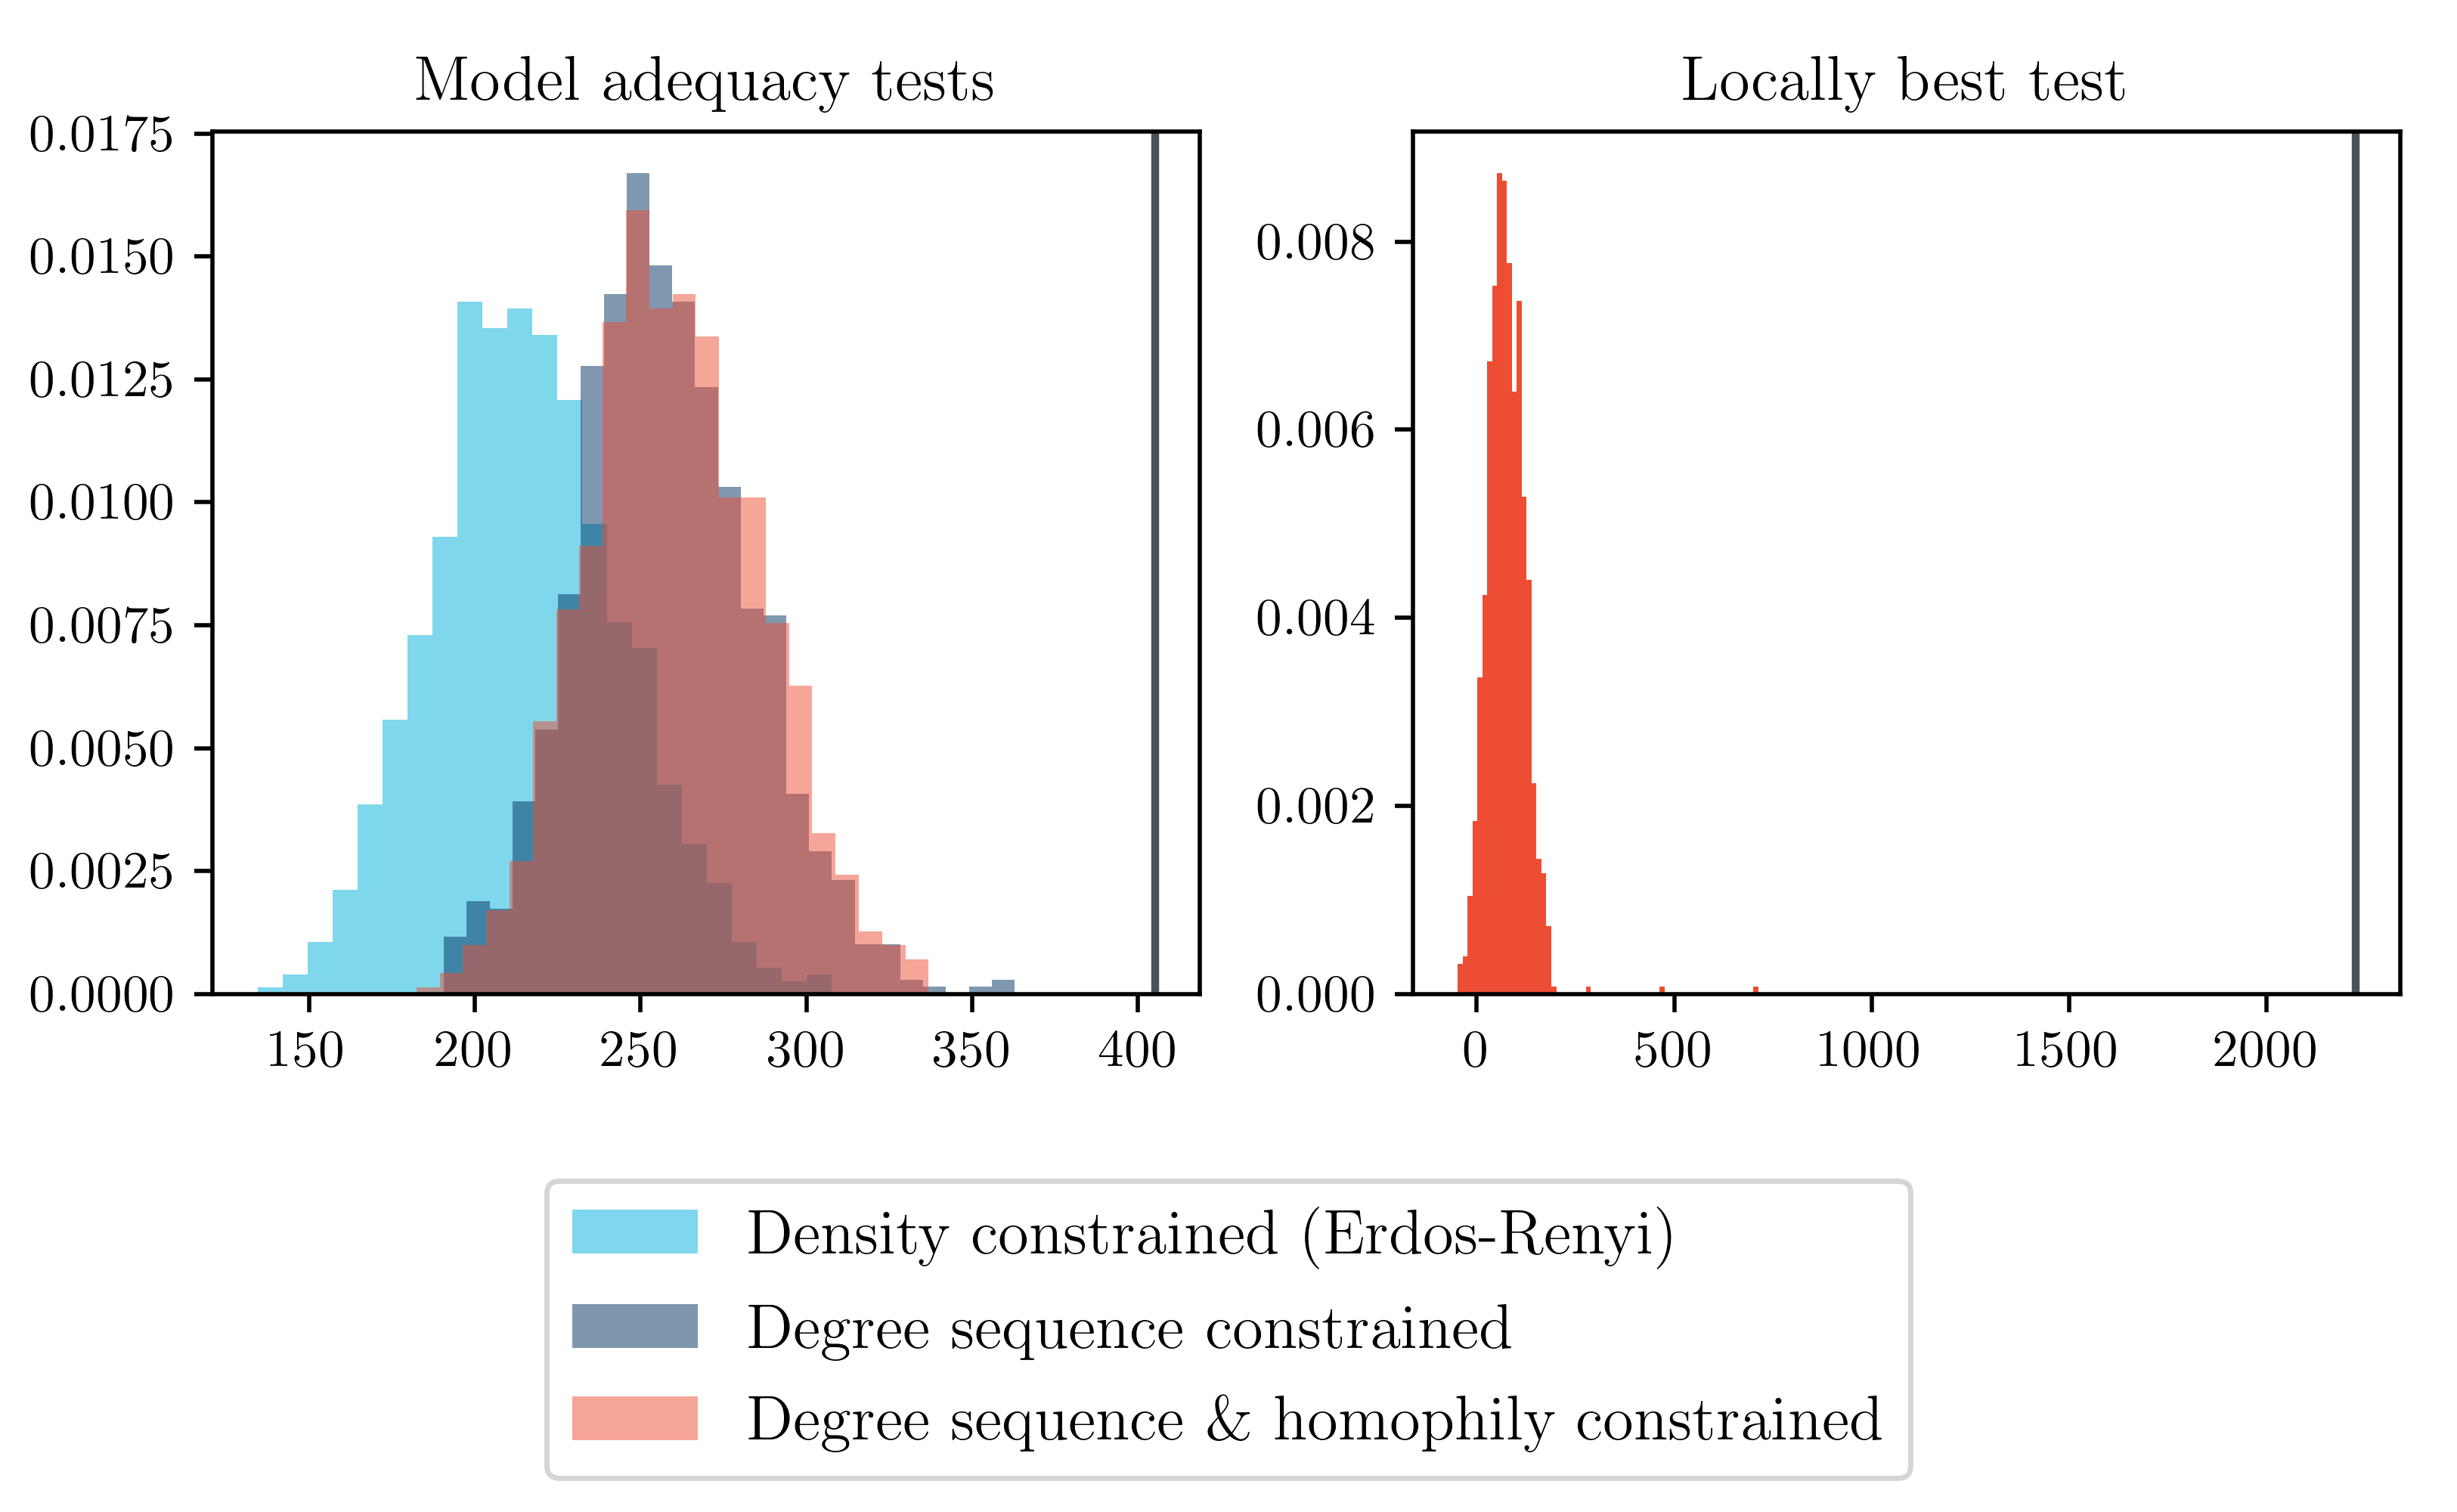 Model adequacy tests
0.0175
0.0150
0.0125
0.0100
0.0075
0.0050
0.0025
0.0000
150 200 250 300 350 400
Locally best test
0.008
0.006
0.004
0.002
0.000
0 500 1000 1500 2000
Density constrained (Erdos-Renyi)
Degree sequence constrained
Degree sequence & homophily constrained